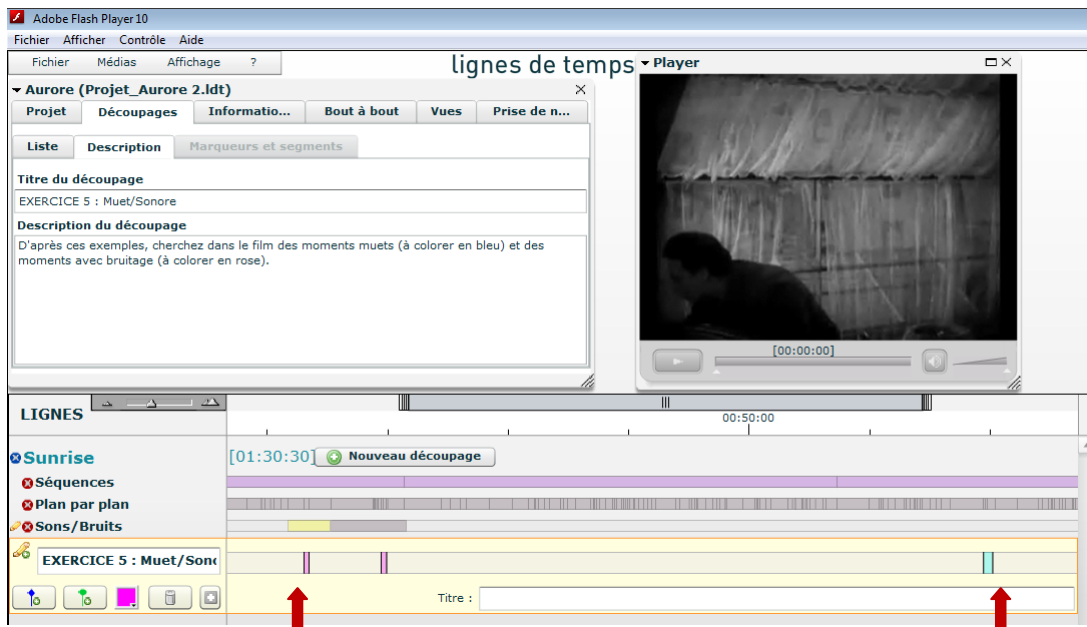 Adobe Flash Player 10
Fichier Afficher Contrôle Aide
Fichier Médias Affichage ?
lignes de temps
Player
Aurore (Projet_Aurore 2.ldt)
Projet Découpages Informatio... Bout à bout Vues Prise de n...
Liste Description Marqueurs et segments
Titre du découpage
EXERCICE 5 : Muet/Sonore
Description du découpage
D'après ces exemples, cherchez dans le film des moments muets (à colorer en bleu) et des
moments avec bruitage (à colorer en rose).
[00:00:00]
LIGNES
00:50:00
Sunrise
[01:30:30] Nouveau découpage
Séquences
Plan par plan
Sons/Bruits
EXERCICE 5 : Muet/Sono
Titre :